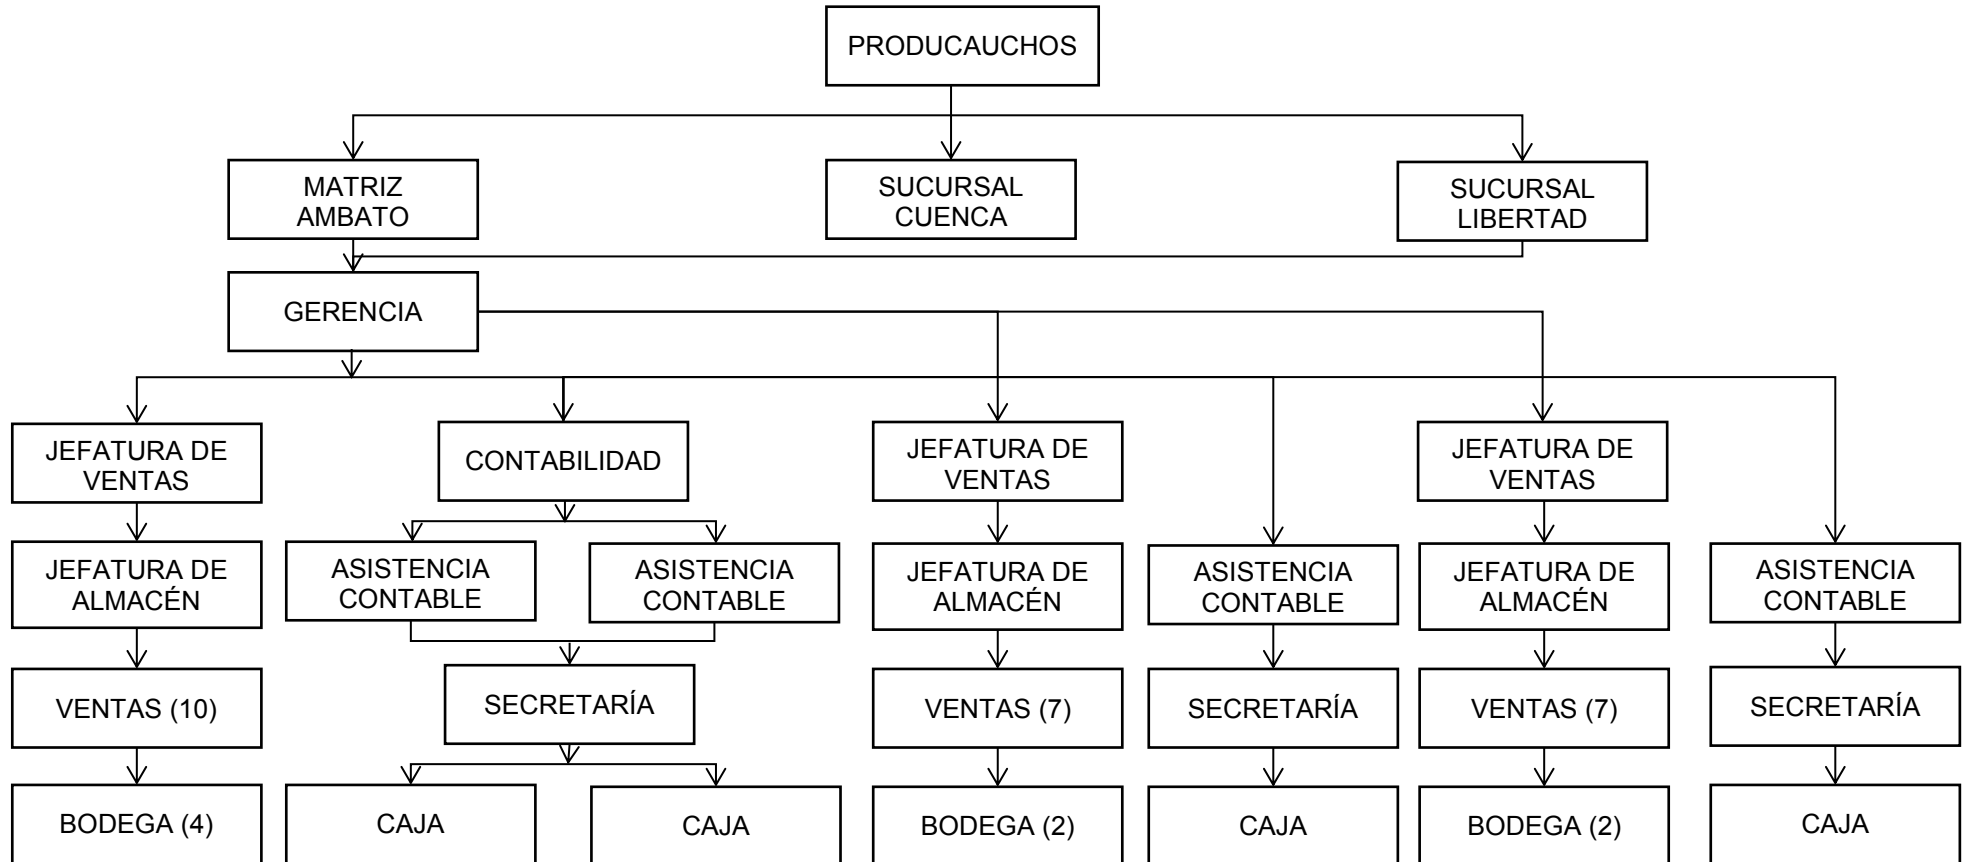 PRODUCAUCHOS
MATRIZ
AMBATO
SUCURSAL
CUENCA
SUCURSAL
LIBERTAD
GERENCIA
JEFATURA DE
VENTAS
CONTABILIDAD
JEFATURA DE
VENTAS
JEFATURA DE
VENTAS
JEFATURA DE
ALMACÉN
ASISTENCIA
CONTABLE
ASISTENCIA
CONTABLE
JEFATURA DE
ALMACÉN
ASISTENCIA
CONTABLE
JEFATURA DE
ALMACÉN
ASISTENCIA
CONTABLE
VENTAS (10)
SECRETARÍA
VENTAS (7)
SECRETARÍA
VENTAS (7)
SECRETARÍA
BODEGA (4)
CAJA
CAJA
BODEGA (2)
CAJA
BODEGA (2)
CAJA